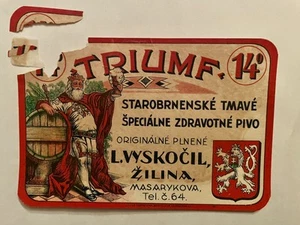 TRIUMF. 14°
STAROBRNENSKÉ TMAVÉ
ŠPECIÁLNE ZDRAVOTNÉ PIVO
ORIGINÁLNE PLNENÉ
L. VYSKOČIL,
ŽILINA,
MASARYKOVA,
Tel. č. 64.